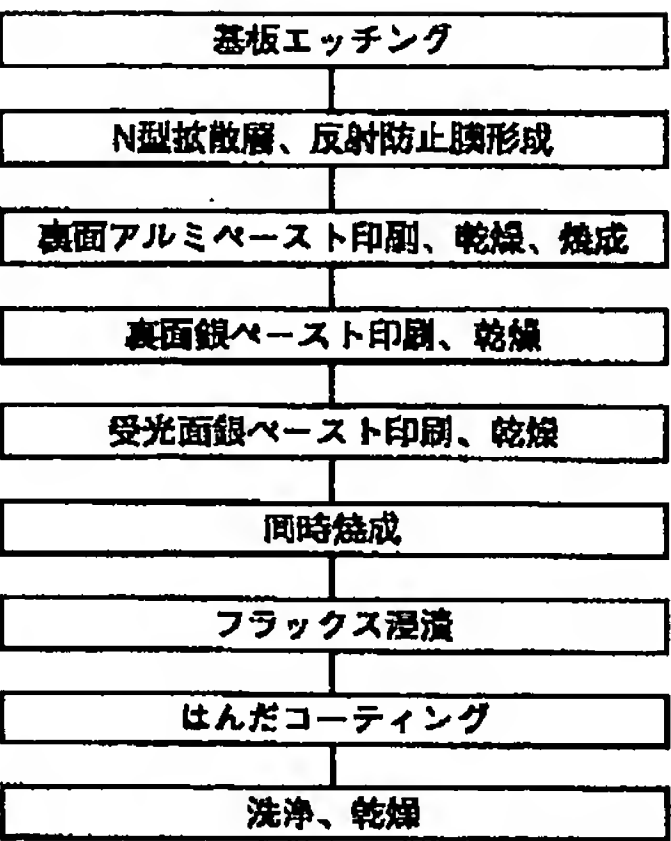 基板エッチング
N型拡散層、反射防止膜形成
裏面アルミペースト印刷、乾燥、焼成
裏面銀ペースト印刷、乾燥
受光面銀ペースト印刷、乾燥
同時焼成
フラックス浸漬
はんだコーティング
洗浄、乾燥